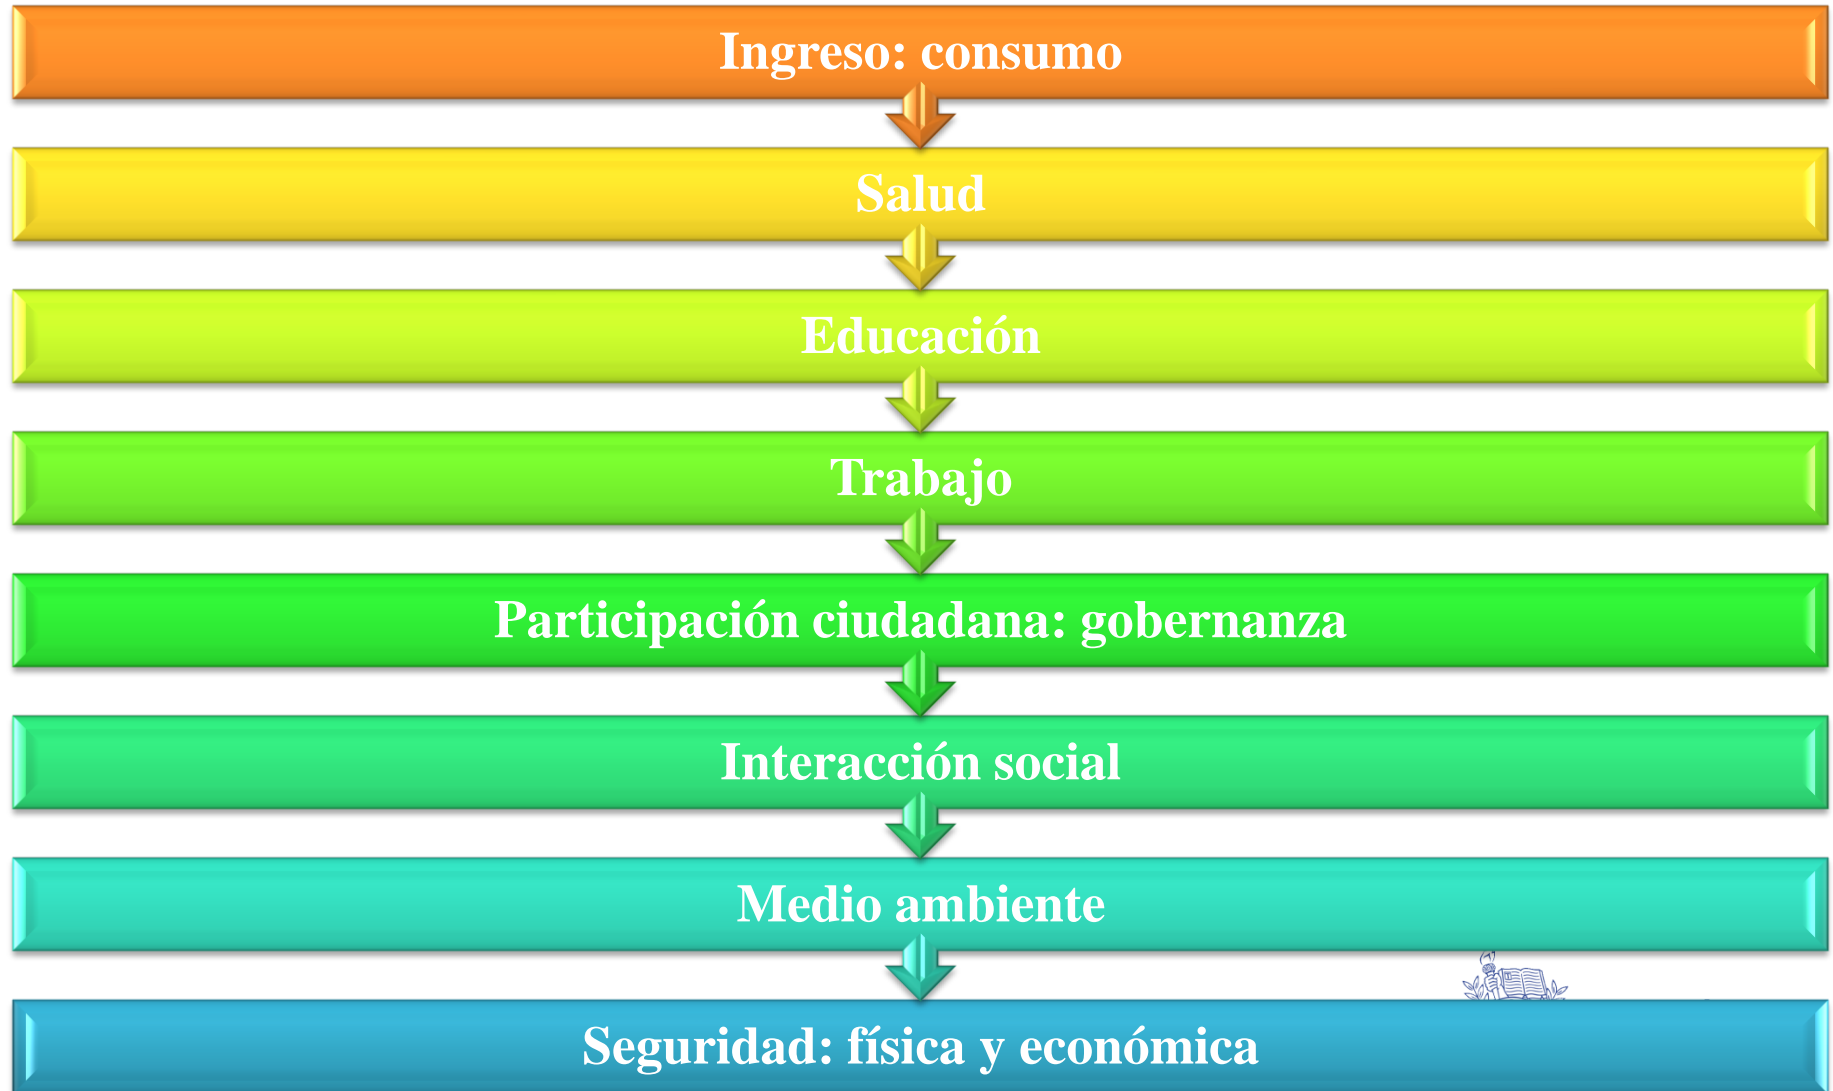 Ingreso: consumo
Salud
Educación
Trabajo
Participación ciudadana: gobernanza
Interacción social
Medio ambiente
Seguridad: física y económica